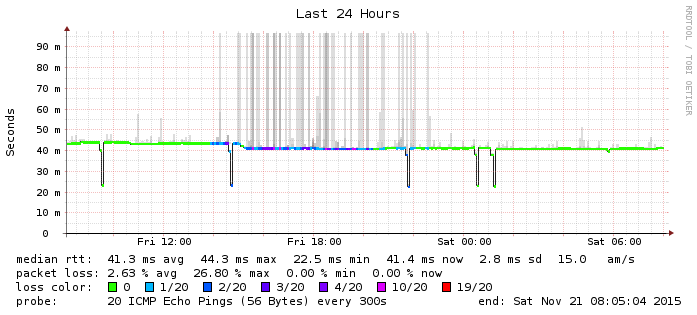 Last 24 Hours
RRDTOOL / TOBI OETIKER
Seconds
90 m
80 m
70 m
60 m
50 m
40 m
30 m
20 m
10 m
0
Fri 12:00 Fri 18:00 Sat 00:00 Sat 06:00
median rtt: 41.3 ms avg 44.3 ms max 22.5 ms min 41.4 ms now 2.8 ms sd 15.0 am/s
packet loss: 2.63 % avg 26.80 % max 0.00 % min 0.00 % now
loss color: 0 1/20 2/20 3/20 4/20 10/20 19/20
probe: 20 ICMP Echo Pings (56 Bytes) every 300s end: Sat Nov 21 08:05:04 2015